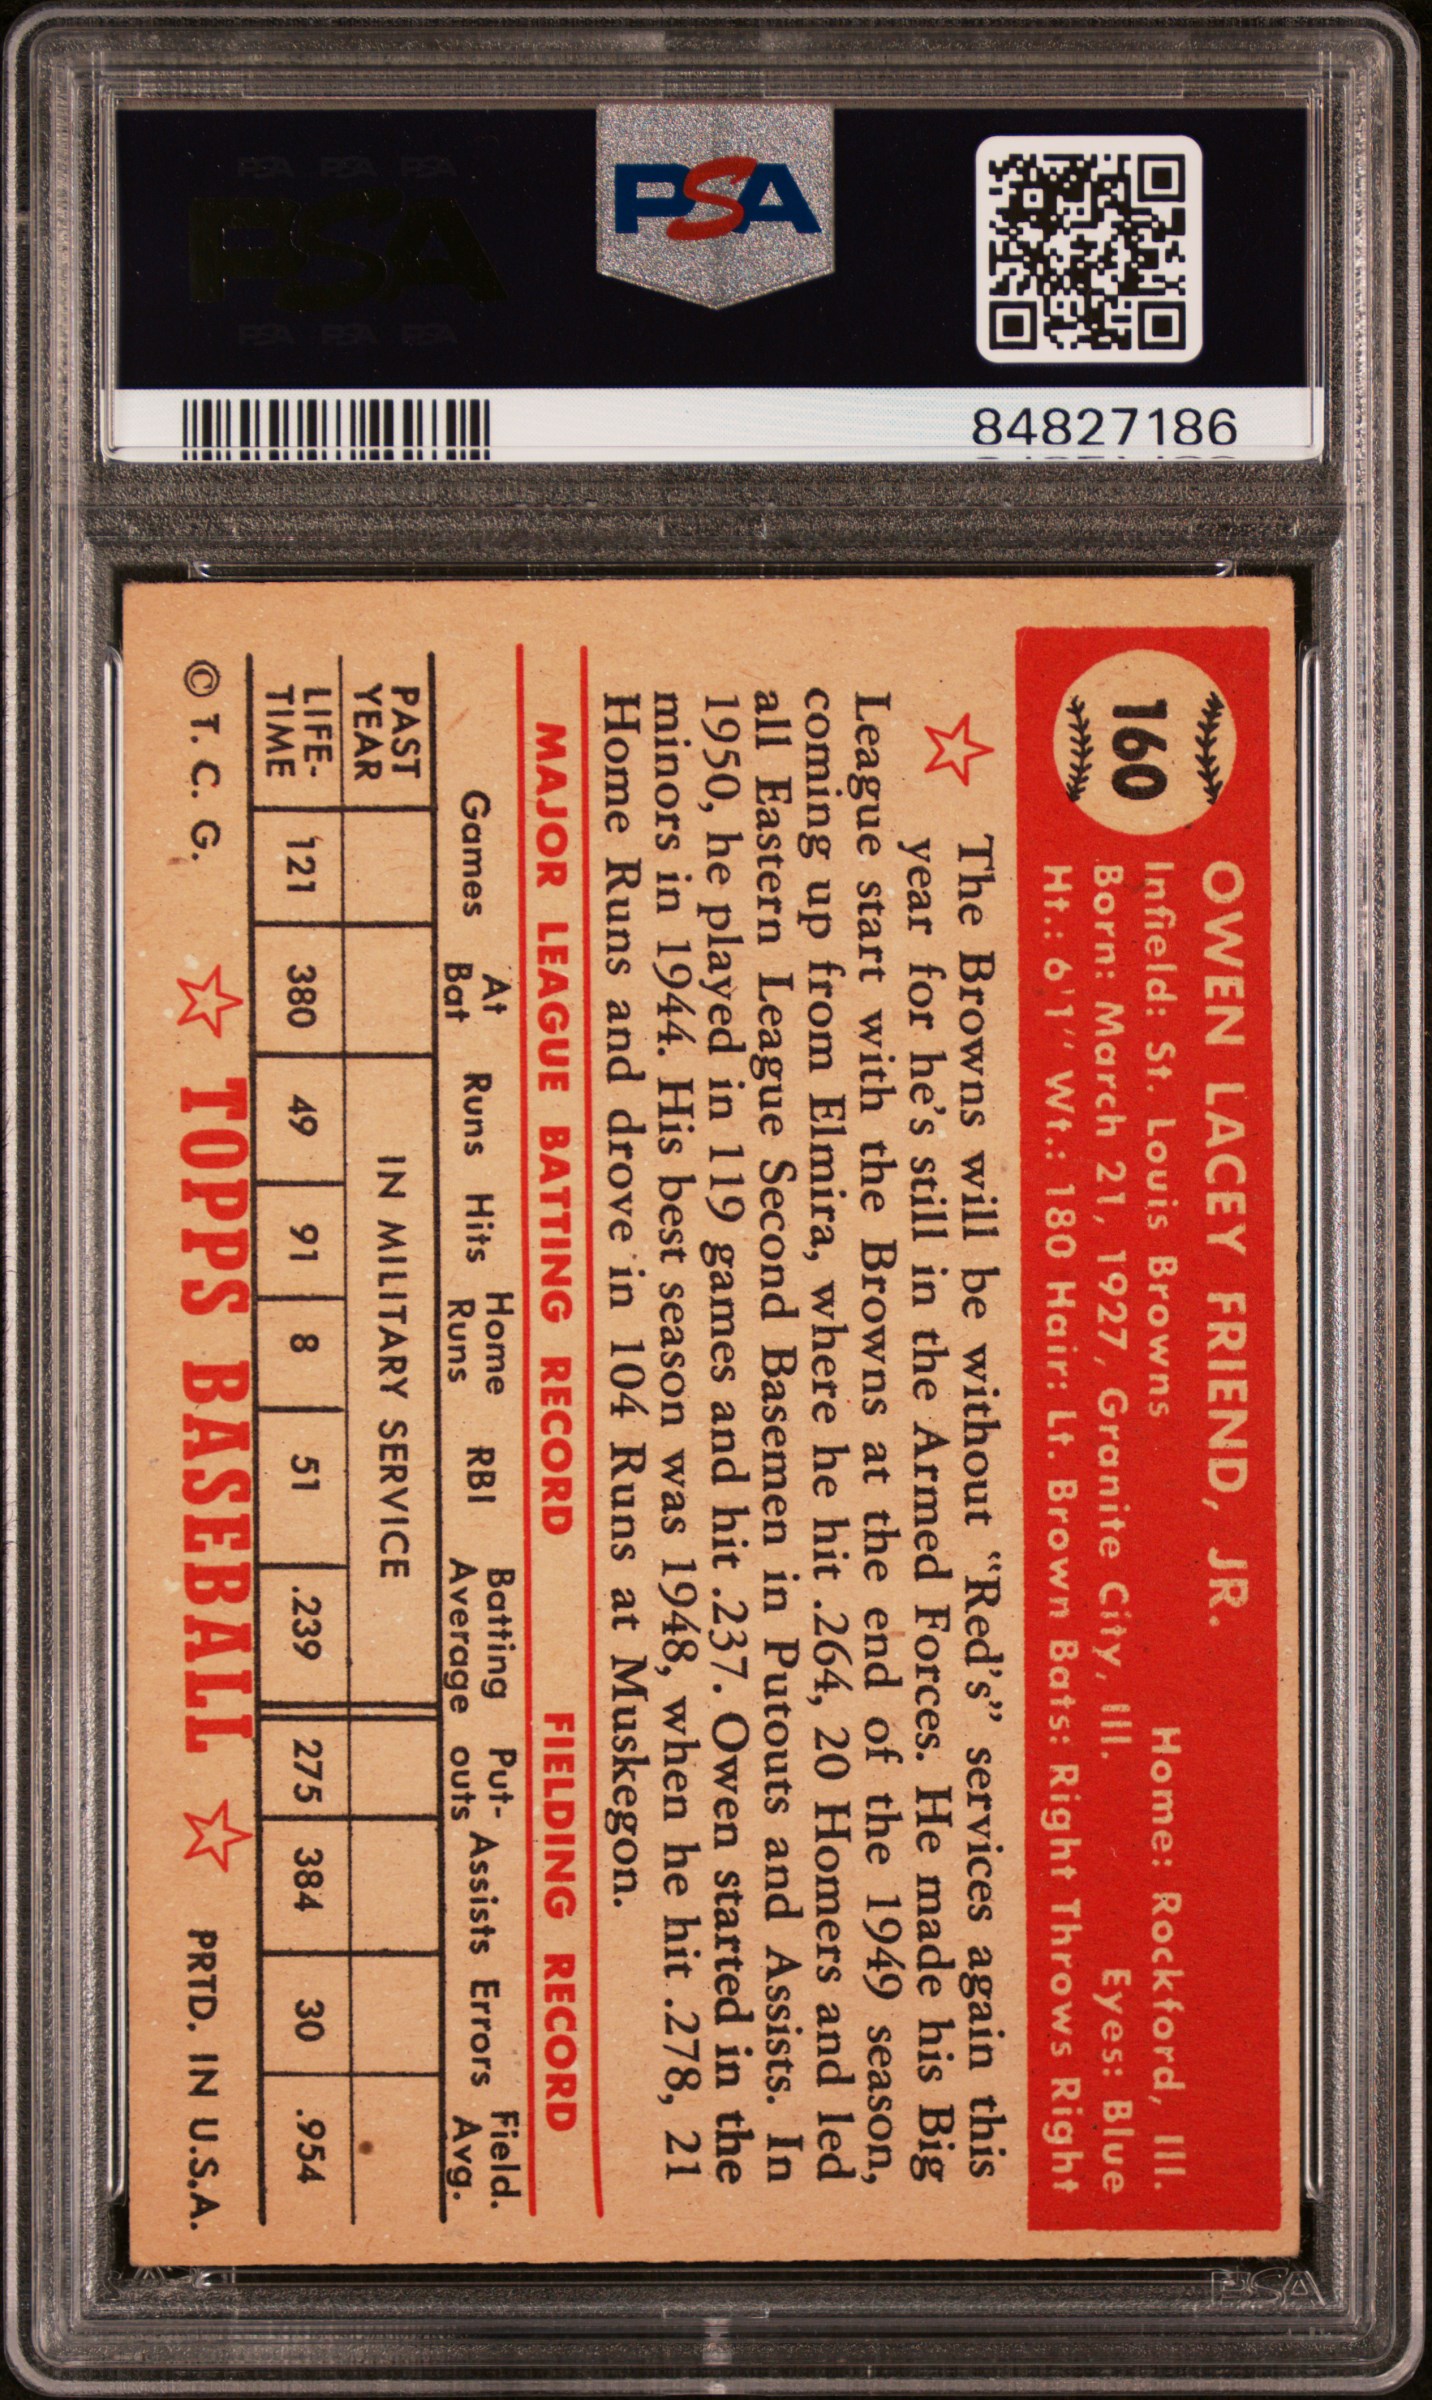 PSA PSA PSA
PSA
PSA PSA PSA
PSA
84827186
160
OWEN LACEY FRIEND, JR.
Infield: St. Louis Browns Home: Rockford, Ill.
Born: March 21, 1927, Granite City, Ill. Eyes: Blue
Ht.: 6'1" Wt.: 180 Hair: Lt. Brown Bats: Right Throws Right
The Browns will be without “Red's” services again this
year for he's still in the Armed Forces. He made his Big
League start with the Browns at the end of the 1949 season,
coming up from Elmira, where he hit .264, 20 Homers and led
all Eastern League Second Basemen in Putouts and Assists. In
1950, he played in 119 games and hit .237. Owen started in the
minors in 1944. His best season was 1948, when he hit .278, 21
Home Runs and drove in 104 Runs at Muskegon.
MAJOR LEAGUE BATTING RECORD FIELDING RECORD
Games At Bat Runs Hits Home Runs RBI Batting Average Put-outs Assists Errors Field. Avg.
PAST YEAR IN MILITARY SERVICE
LIFE-TIME 121 380 49 91 8 51 .239 275 384 30 .954
© T. C. G. TOPPS BASEBALL PRTD. IN U.S.A.
PSA